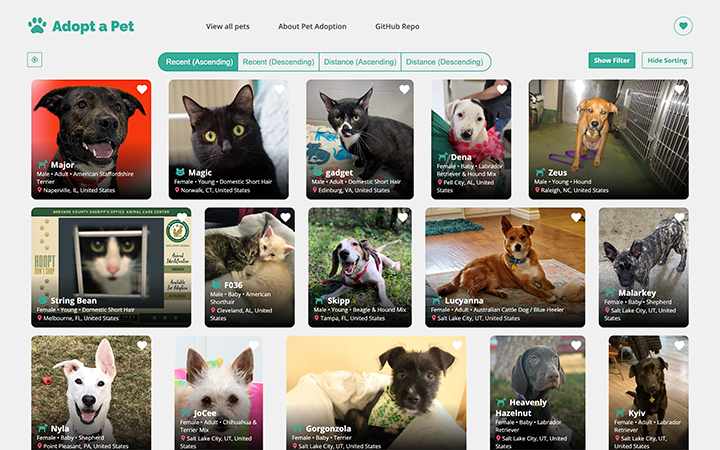 Adopt a Pet
View all pets
About Pet Adoption
GitHub Repo
Recent (Ascending)
Recent (Descending)
Distance (Ascending)
Distance (Descending)
Show Filter
Hide Sorting
Major
Male • Adult • American Staffordshire
Terrier
Naperville, IL, United States
Magic
Female • Young • Domestic Short Hair
Norwalk, CT, United States
gadget
Male • Adult • Domestic Short Hair
Edinburg, VA, United States
Dena
Female • Baby • Labrador
Retriever & Hound Mix
Pell City, AL, United
States
Zeus
Male • Young • Hound
Raleigh, NC, United States
BREVARD COUNTY SHERIFF'S OFFICE ANIMAL CARE CENTER
ADOPT
DON'T SHOP
Animal
Identification
Available
for Adoption
String Bean
Female • Young • Domestic Short Hair
Melbourne, FL, United States
F036
Male • Baby • American
Shorthair
Cleveland, AL, United
States
Skipp
Male • Young • Beagle & Hound Mix
Tampa, FL, United States
Lucyanna
Female • Adult • Australian Cattle Dog / Blue Heeler
Salt Lake City, UT, United States
Malarkey
Female • Baby • Shepherd
Salt Lake City, UT, United
States
Nyla
Female • Baby • Shepherd
Point Pleasant, PA, United States
JoCee
Female • Adult • Chihuahua &
Terrier Mix
Salt Lake City, UT, United
States
Gorgonzola
Female • Baby • Terrier
Salt Lake City, UT, United States
Heavenly
Hazelnut
Female • Baby • Labrador
Retriever
Salt Lake City, UT, United
States
Kyiv
Female • Adult • Labrador
Retriever
Salt Lake City, UT, United
States